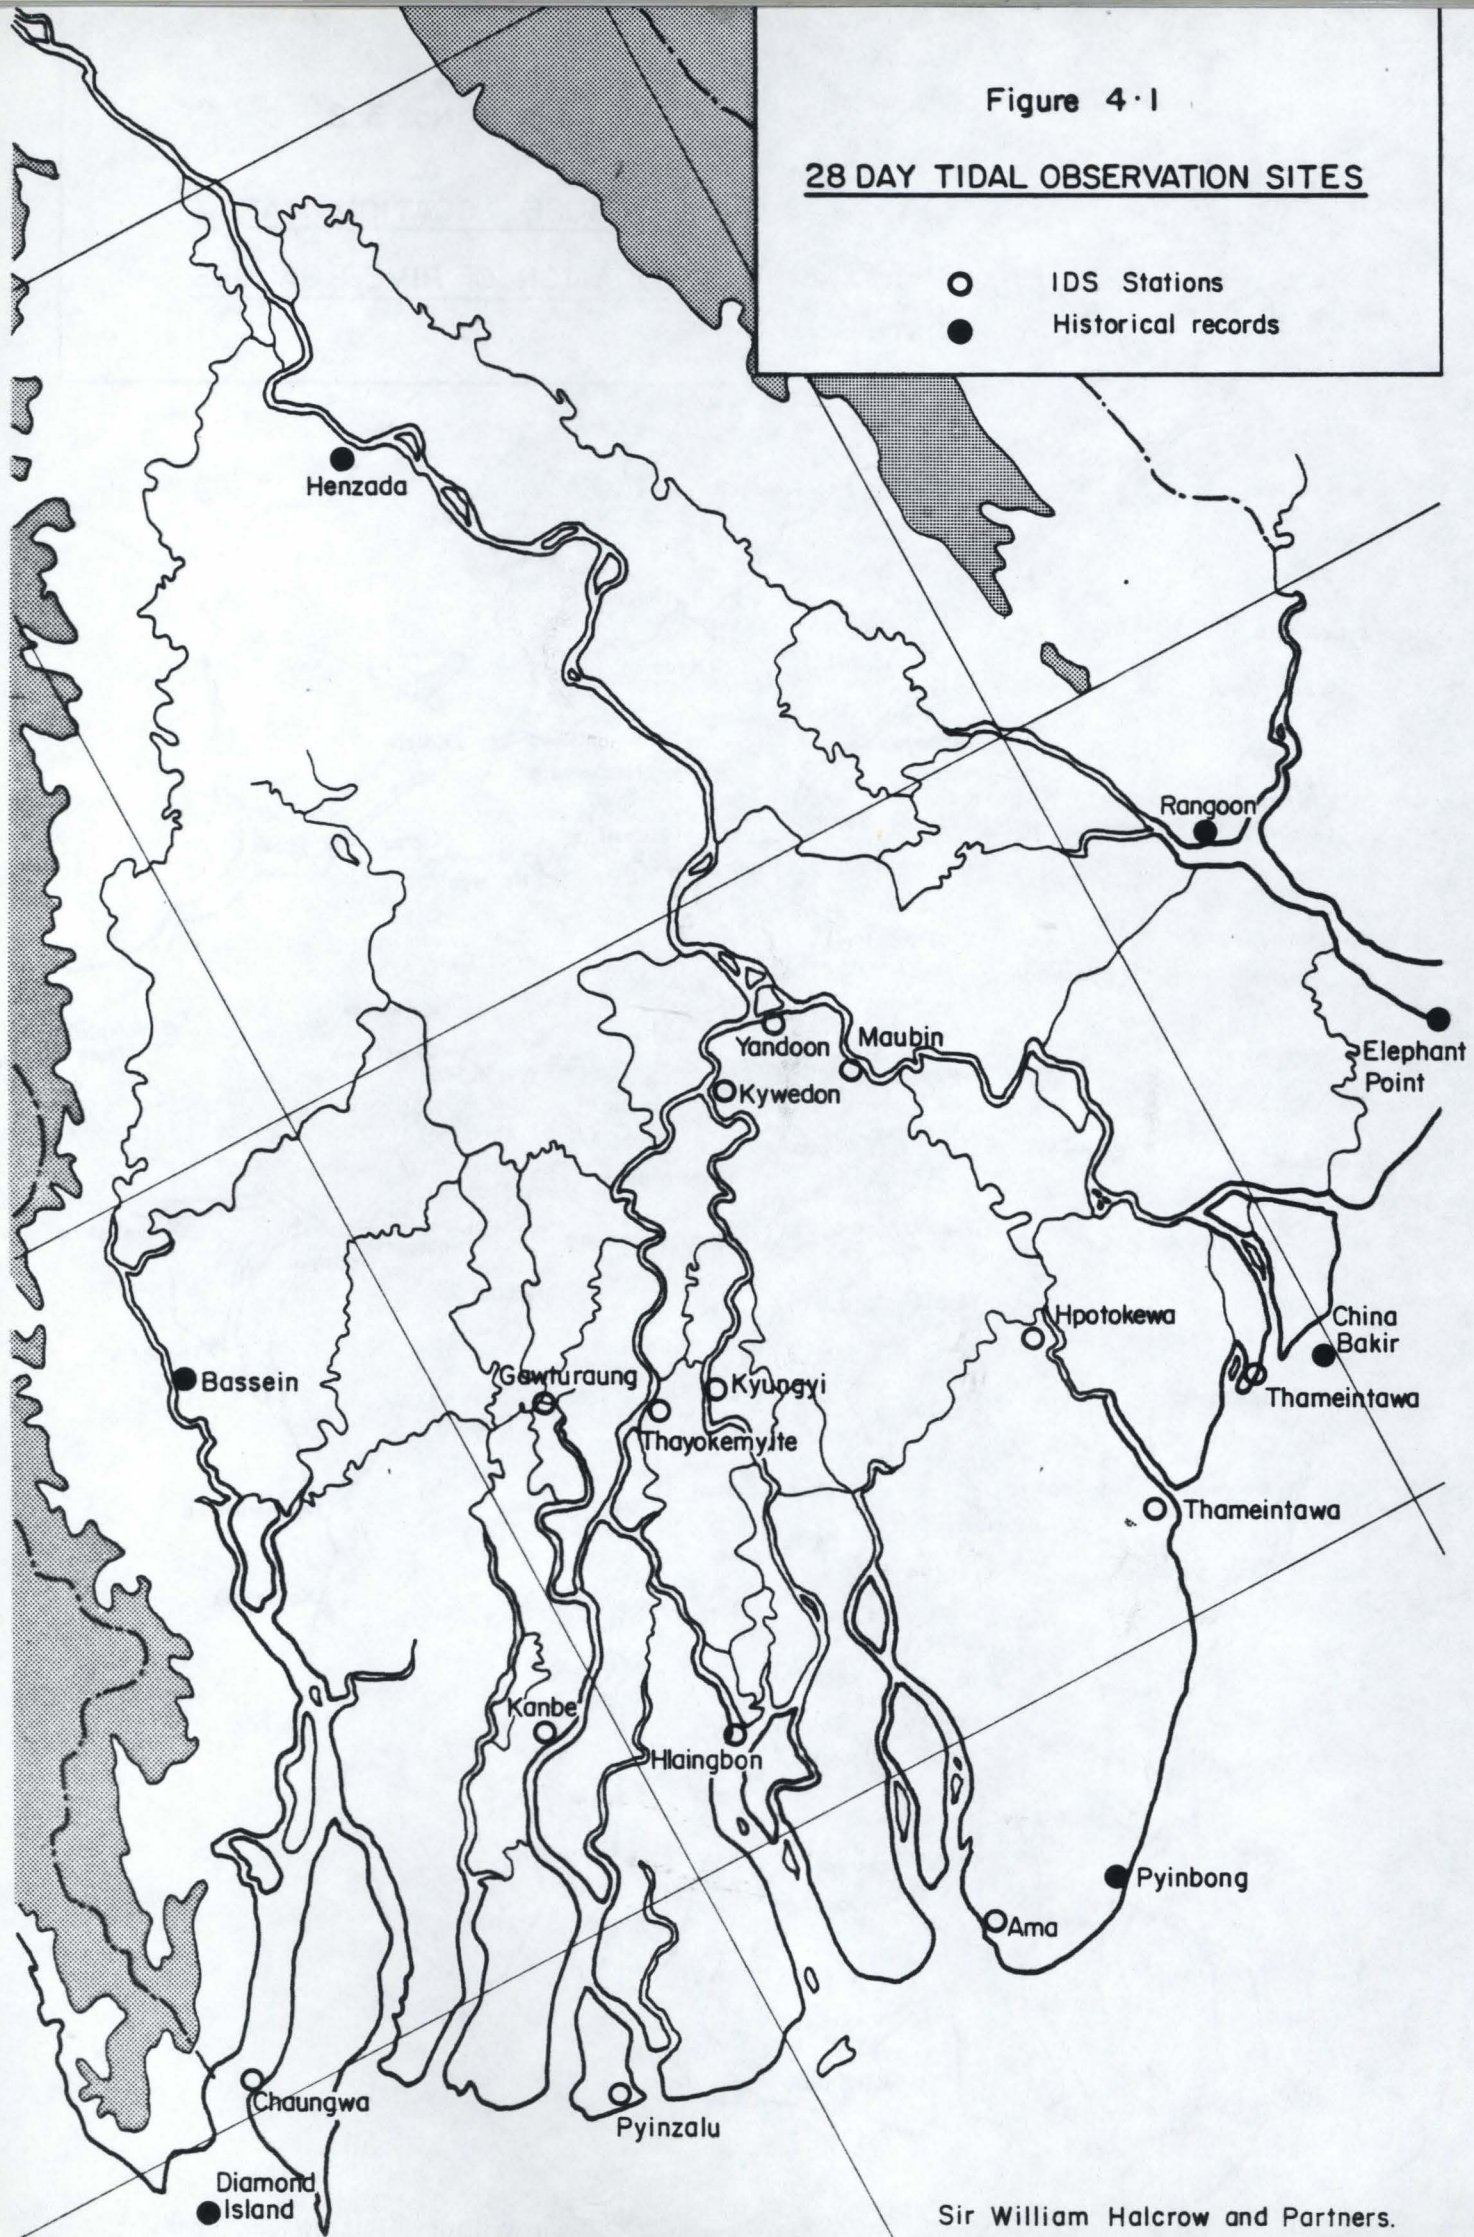 Figure 4·1
28 DAY TIDAL OBSERVATION SITES
IDS Stations
Historical records
Henzada
Rangoon
Yandoon
Maubin
Elephant
Point
Kywedon
Hpotokewa
China
Bakir
Bassein
Gawturaung
Kyungyi
Thameintawa
Thayokemyite
Thameintawa
Kanbe
Hlaingbon
Pyinbong
Ama
Chaungwa
Pyinzalu
Diamond
Island
Sir William Halcrow and Partners.